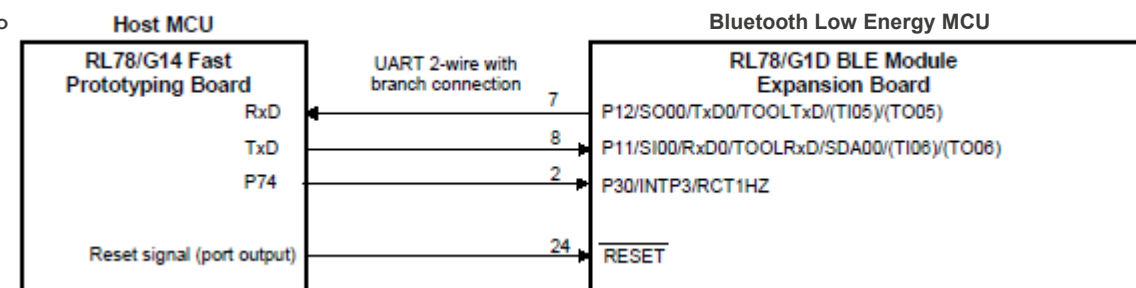 Host MCU
Bluetooth Low Energy MCU
RL78/G14 Fast
Prototyping Board
UART 2-wire with
branch connection
RL78/G1D BLE Module
Expansion Board
RxD
7
P12/SO00/TxD0/TOOLTxD/(TI05)/(TO05)
TxD
8
P11/SI00/RxD0/TOOLRxD/SDA00/(TI06)/(TO06)
P74
2
P30/INTP3/RCT1HZ
Reset signal (port output)
24
RESET